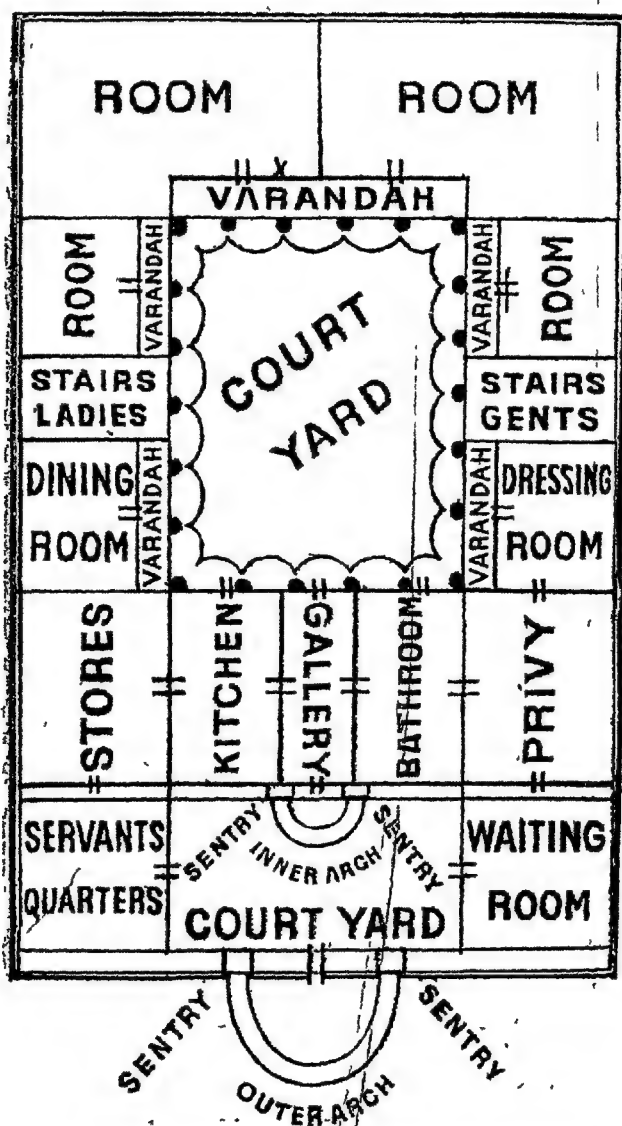 ROOM ROOM
VARANDAH
ROOM VARANDAH VARANDAH ROOM
COURT
YARD
STAIRS
LADIES
STAIRS
GENTS
DINING
ROOM
VARANDAH
VARANDAH
DRESSING
ROOM
STORES
KITCHEN
GALLERY
BATHROOM
PRIVY
SERVANTS
QUARTERS
SENTRY
INNER ARCH
SENTRY
WAITING
ROOM
COURT YARD
SENTRY
OUTER ARCH
SENTRY